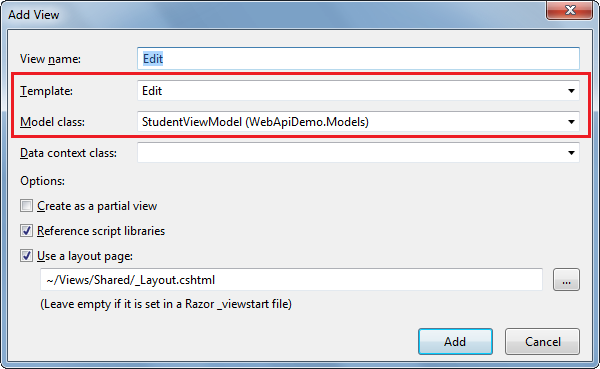 Add View
View name: Edit
Template: Edit
Model class: StudentViewModel (WebApiDemo.Models)
Data context class:
Options:
Create as a partial view
Reference script libraries
Use a layout page:
~/Views/Shared/_Layout.cshtml
...
(Leave empty if it is set in a Razor _viewstart file)
Add Cancel